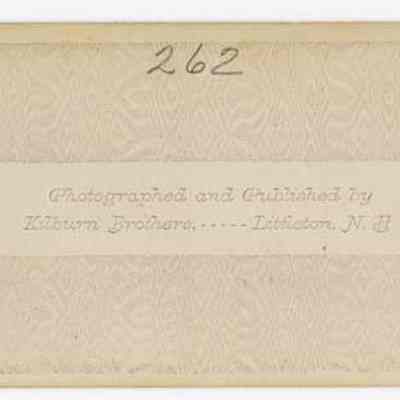 262
Photographed and Published by
Kilburn Brothers, - - - - - Littleton, N. H